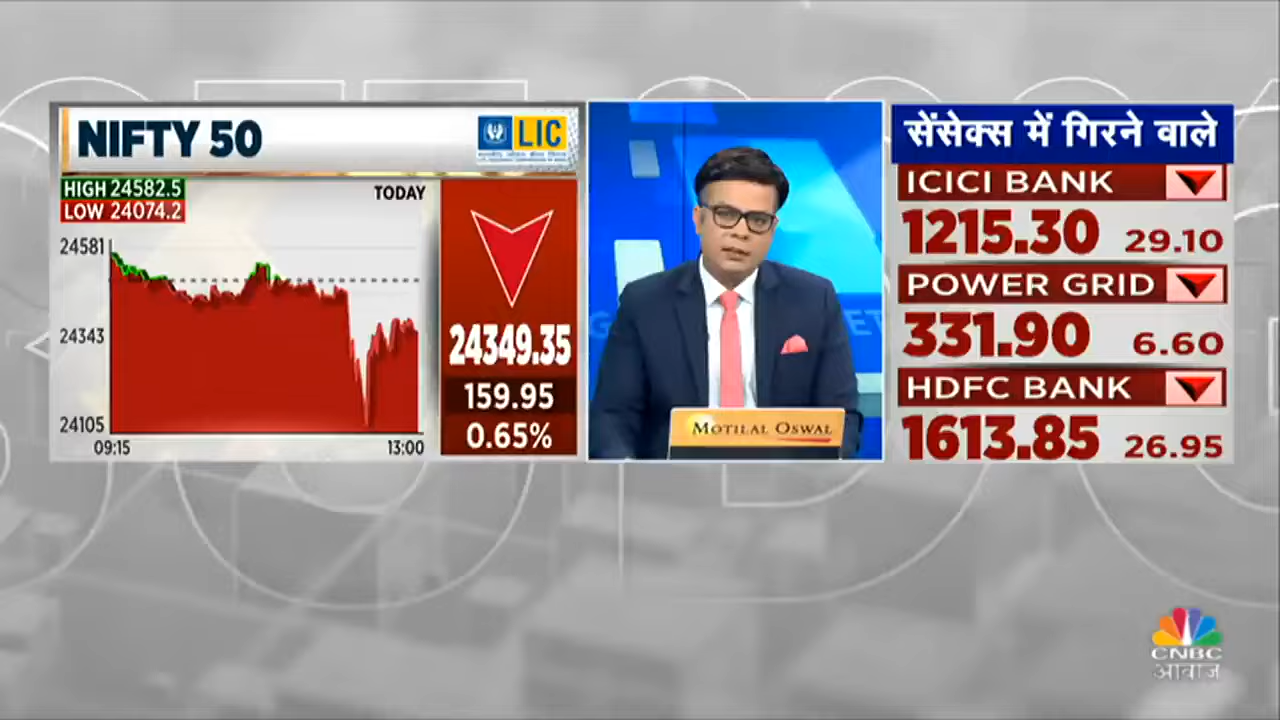 NIFTY 50
LIC
HIGH 24582.5
LOW 24074.2
TODAY
24581
24343
24105
09:15
13:00
24349.35
159.95
0.65%
MOTILAL OSWAL
सेंसेक्स में गिरने वाले
ICICI BANK
1215.30 29.10
POWER GRID
331.90 6.60
HDFC BANK
1613.85 26.95
CNBC
आवाज़